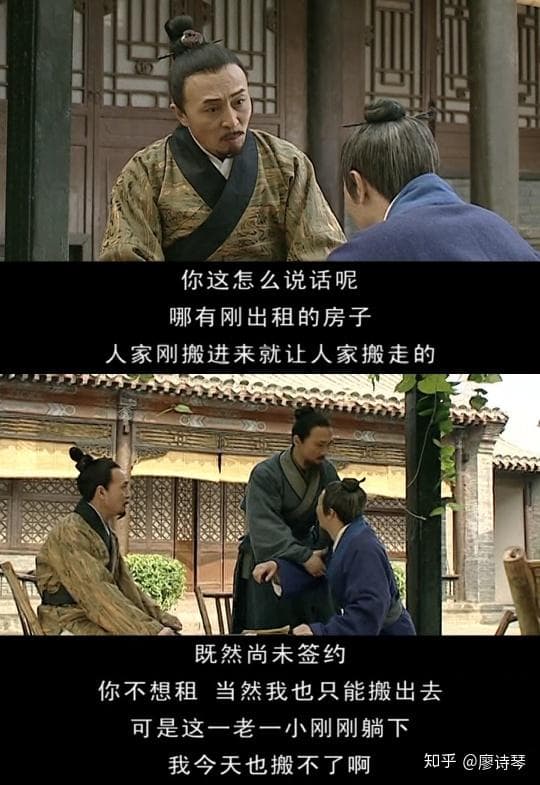 你这怎么说话呢
哪有刚出租的房子
人家刚搬进来就让人家搬走的
既然尚未签约
你不想租 当然我也只能搬出去
可是这一老一小刚刚躺下
我今天也搬不了啊
知乎 @廖诗琴